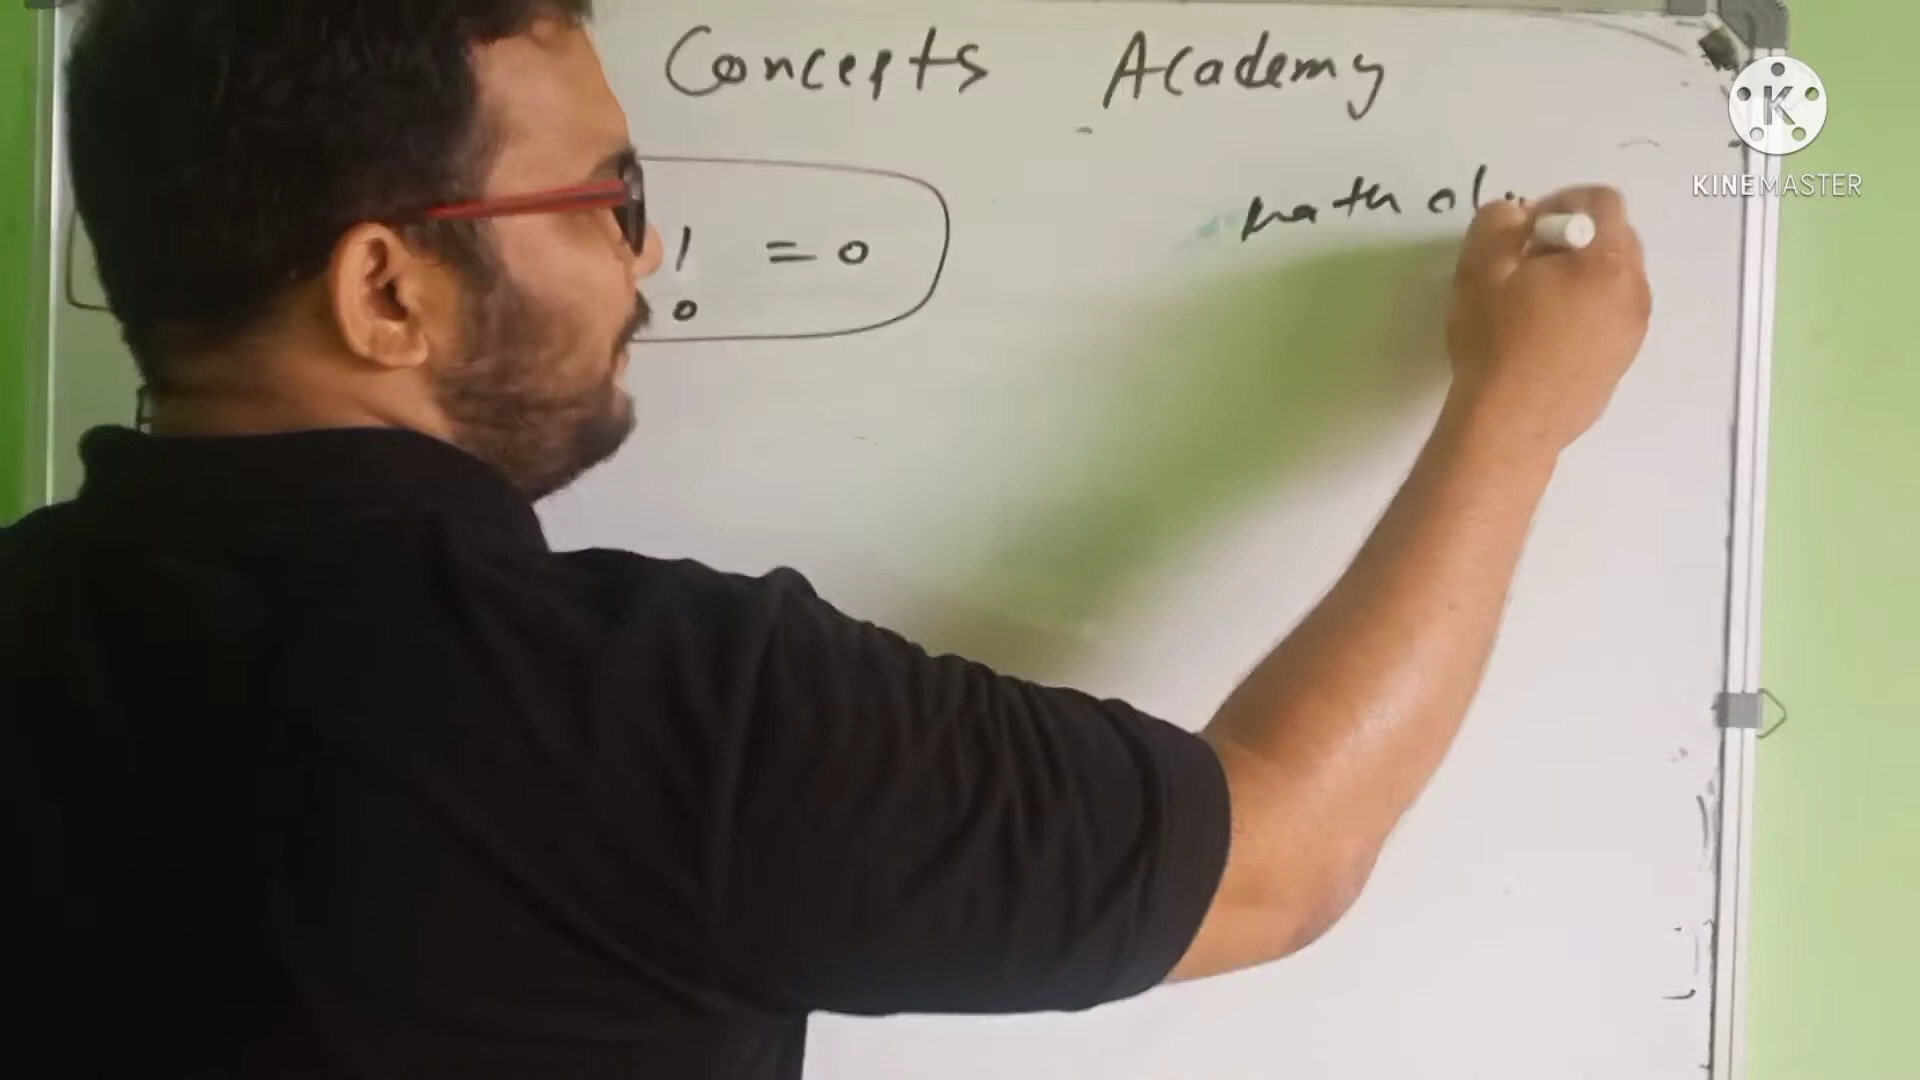 Concepts Academy
K
KINEMASTER
math
! = 0
0